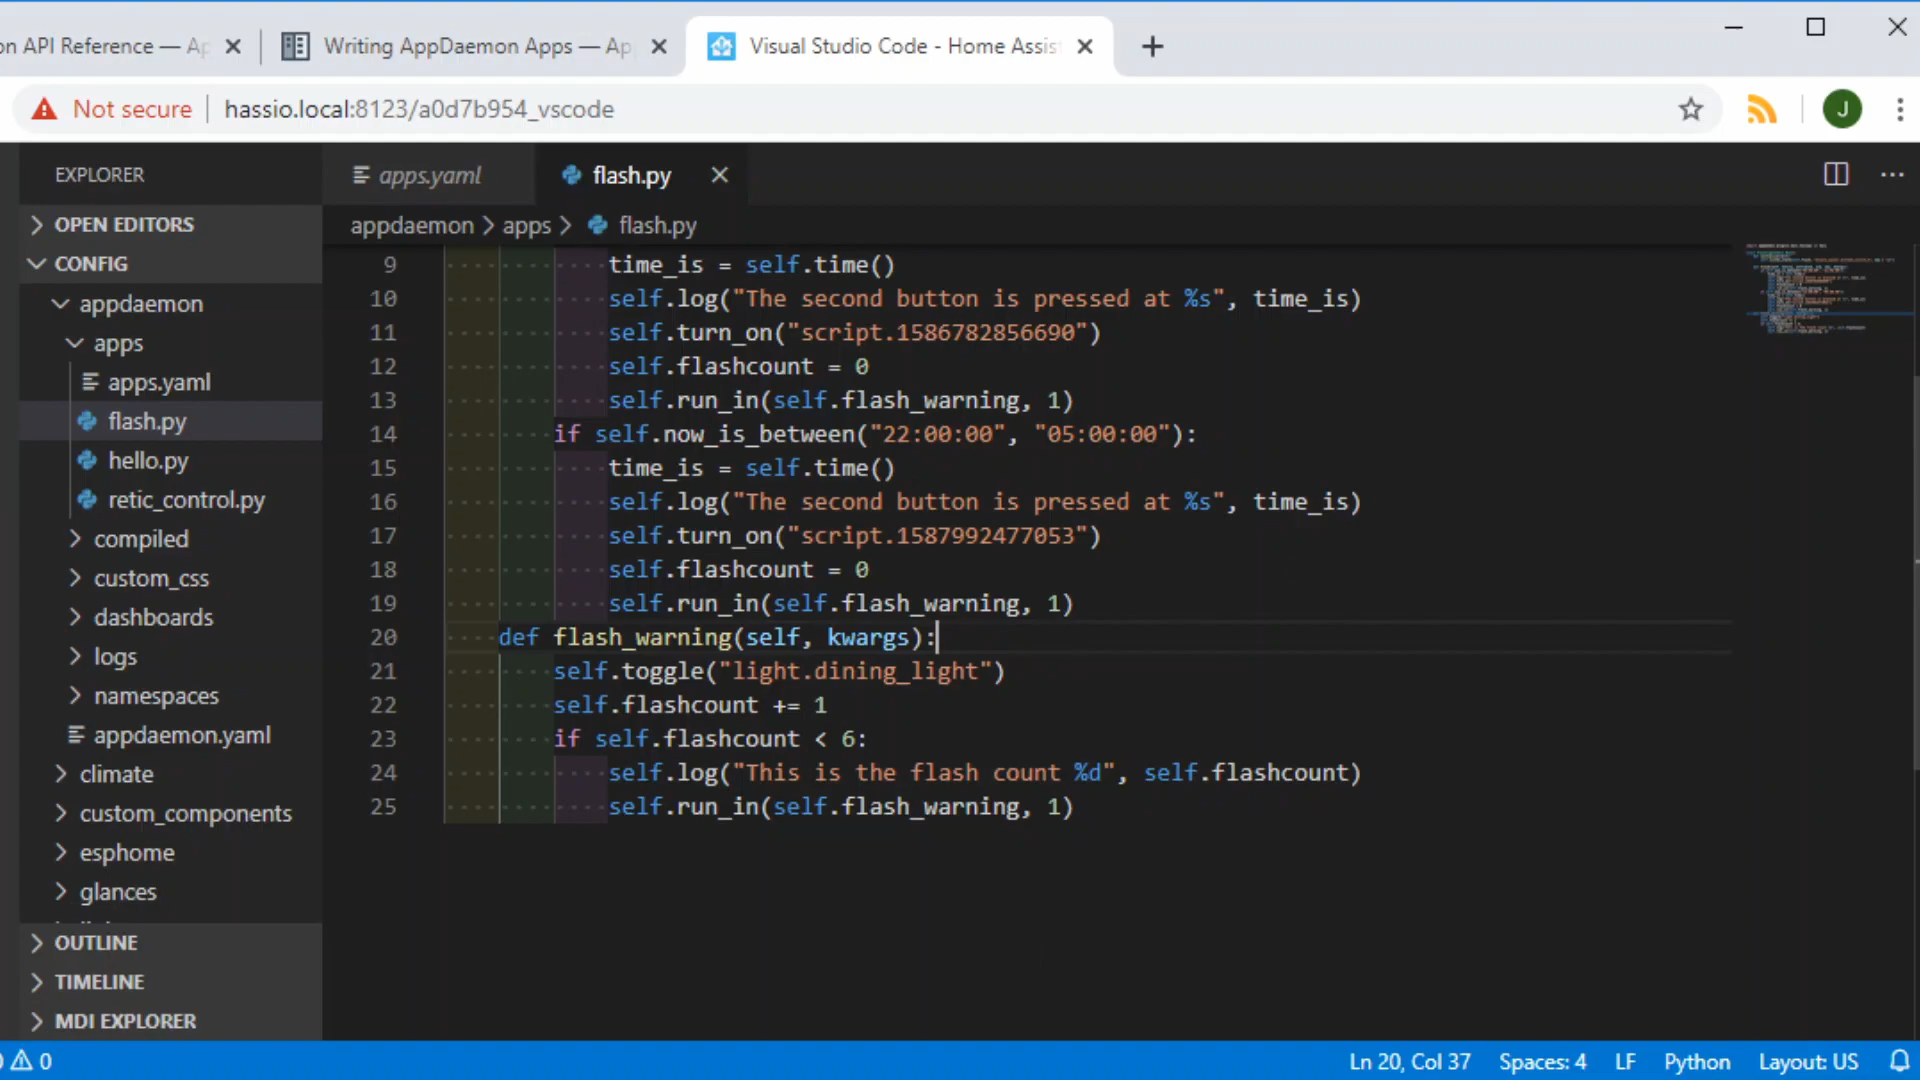 on API Reference — Ap
Writing AppDaemon Apps — Ap
Visual Studio Code - Home Assis
Not secure
hassio.local:8123/a0d7b954_vscode
J
EXPLORER
apps.yaml
flash.py
OPEN EDITORS
appdaemon > apps > flash.py
CONFIG
appdaemon
apps
apps.yaml
flash.py
hello.py
retic_control.py
compiled
custom_css
dashboards
logs
namespaces
appdaemon.yaml
climate
custom_components
esphome
glances
OUTLINE
TIMELINE
MDI EXPLORER
9 time_is = self.time()
10 self.log("The second button is pressed at %s", time_is)
11 self.turn_on("script.1586782856690")
12 self.flashcount = 0
13 self.run_in(self.flash_warning, 1)
14 if self.now_is_between("22:00:00", "05:00:00"):
15 time_is = self.time()
16 self.log("The second button is pressed at %s", time_is)
17 self.turn_on("script.1587992477053")
18 self.flashcount = 0
19 self.run_in(self.flash_warning, 1)
20 def flash_warning(self, kwargs):
21 self.toggle("light.dining_light")
22 self.flashcount += 1
23 if self.flashcount < 6:
24 self.log("This is the flash count %d", self.flashcount)
25 self.run_in(self.flash_warning, 1)
0
Ln 20, Col 37
Spaces: 4
LF
Python
Layout: US